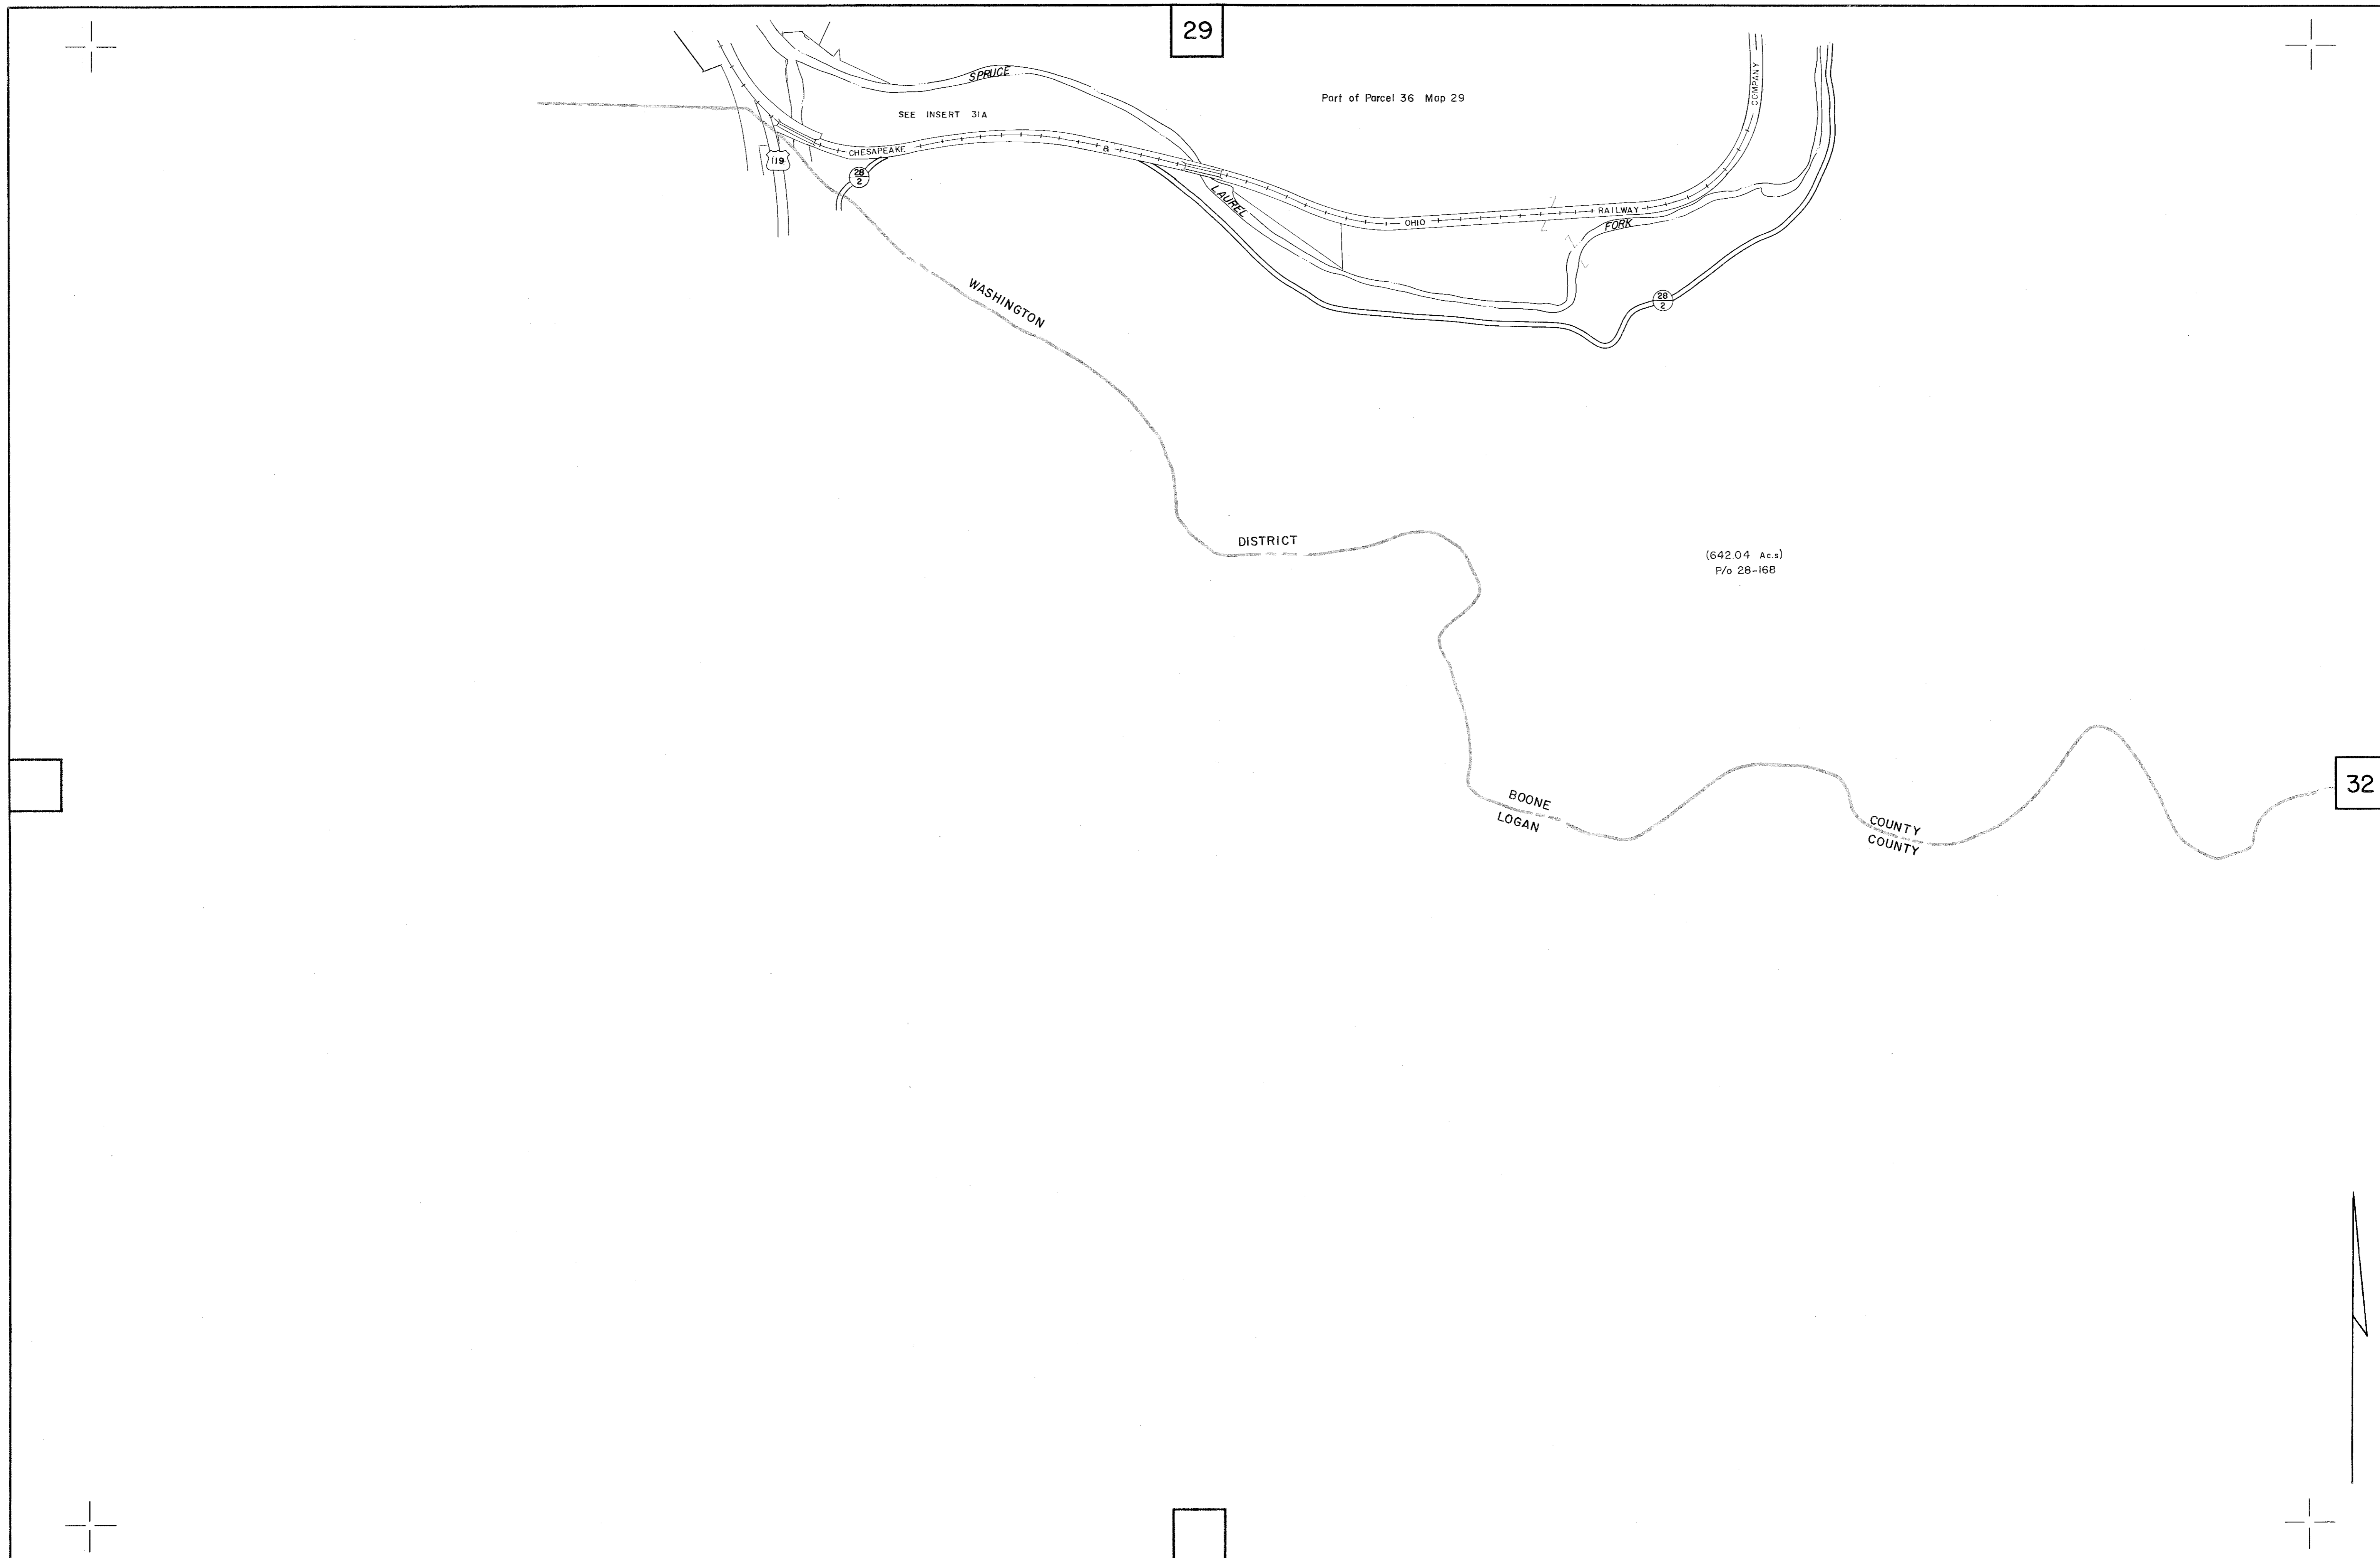 29
SPRUCE
Part of Parcel 36 Map 29
COMPANY
SEE INSERT 31A
CHESAPEAKE
&
119
28
2
LAUREL
OHIO
RAILWAY
FORK
28
2
WASHINGTON
DISTRICT
(642.04 Ac.s)
P/o 28-168
32
BOONE
LOGAN
COUNTY
COUNTY